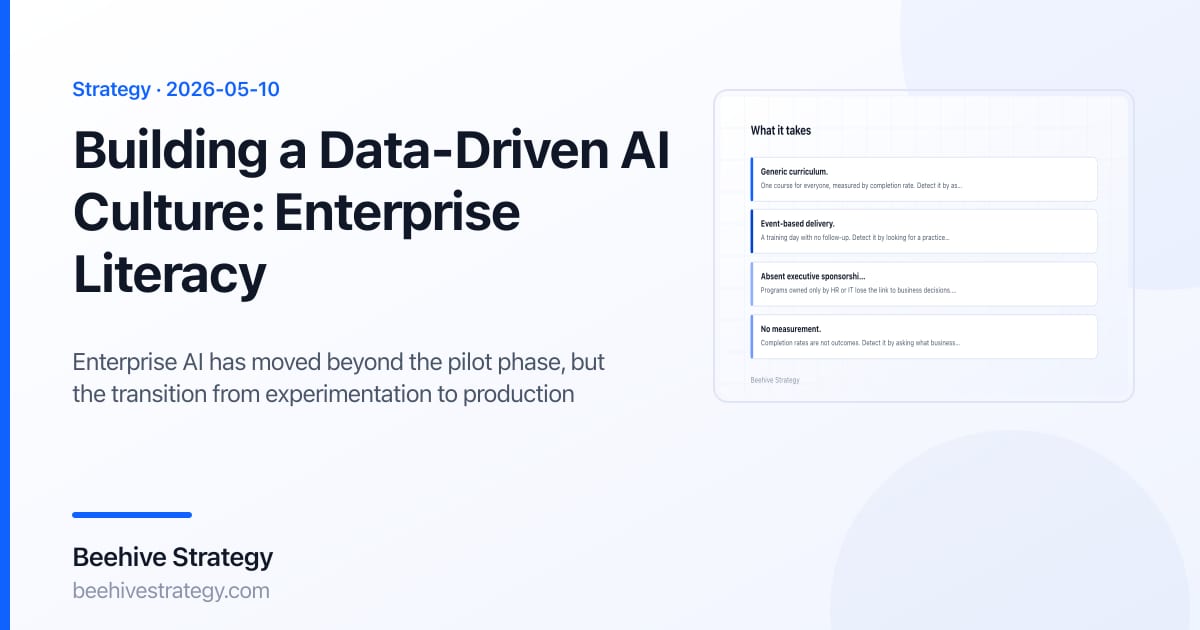 Strategy · 2026-05-10
Building a Data-Driven AI
Culture: Enterprise
Literacy
Enterprise AI has moved beyond the pilot phase, but
the transition from experimentation to production
Beehive Strategy
beehivestrategy.com
What it takes
Generic curriculum.
One course for everyone, measured by completion rate. Detect it by as...
Event-based delivery.
A training day with no follow-up. Detect it by looking for a practice...
Absent executive sponsorshi...
Programs owned only by HR or IT lose the link to business decisions....
No measurement.
Completion rates are not outcomes. Detect it by asking what business...
Beehive Strategy